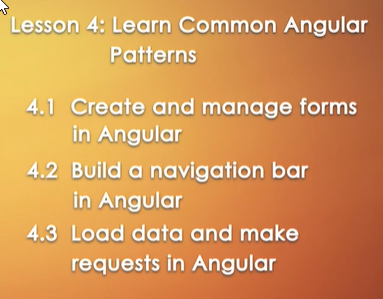 Lesson 4: Learn Common Angular
Patterns
4.1 Create and manage forms
in Angular
4.2 Build a navigation bar
in Angular
4.3 Load data and make
requests in Angular